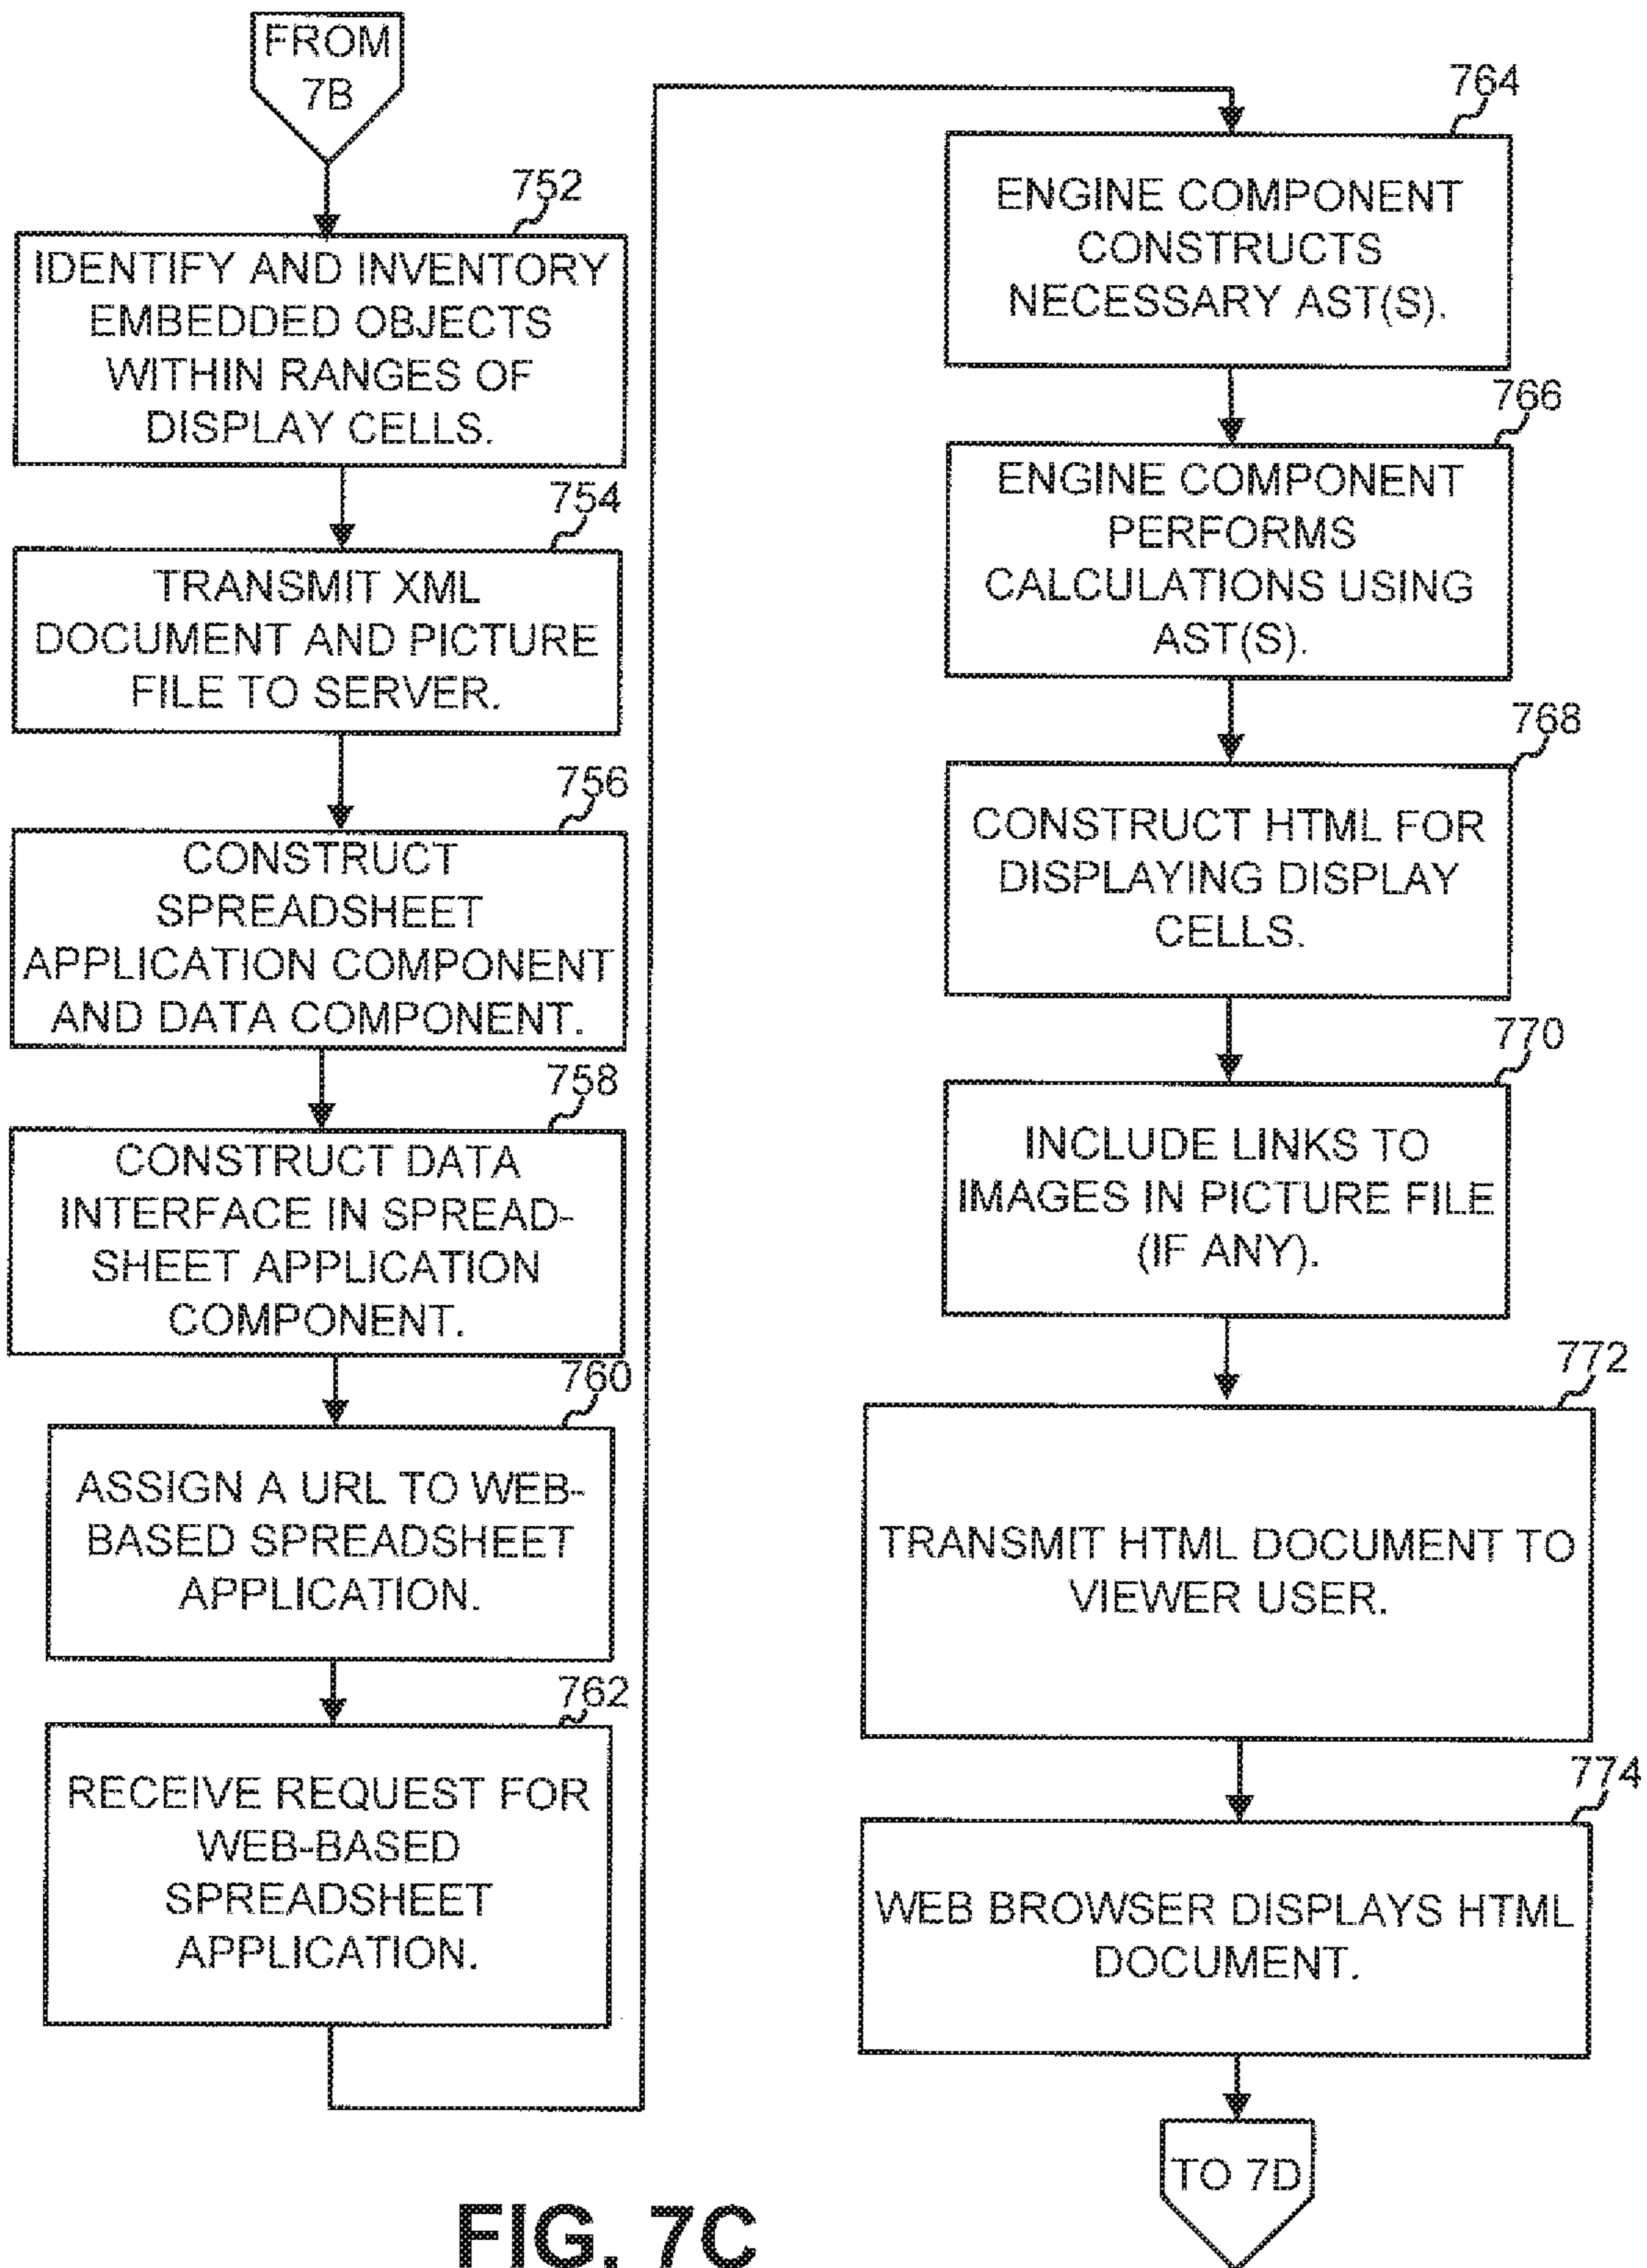 FROM
7B
752
IDENTIFY AND INVENTORY
EMBEDDED OBJECTS
WITHIN RANGES OF
DISPLAY CELLS.
754
TRANSMIT XML
DOCUMENT AND PICTURE
FILE TO SERVER.
756
CONSTRUCT
SPREADSHEET
APPLICATION COMPONENT
AND DATA COMPONENT.
758
CONSTRUCT DATA
INTERFACE IN SPREAD-
SHEET APPLICATION
COMPONENT.
760
ASSIGN A URL TO WEB-
BASED SPREADSHEET
APPLICATION.
762
RECEIVE REQUEST FOR
WEB-BASED
SPREADSHEET
APPLICATION.
764
ENGINE COMPONENT
CONSTRUCTS
NECESSARY AST(S).
766
ENGINE COMPONENT
PERFORMS
CALCULATIONS USING
AST(S).
768
CONSTRUCT HTML FOR
DISPLAYING DISPLAY
CELLS.
770
INCLUDE LINKS TO
IMAGES IN PICTURE FILE
(IF ANY).
772
TRANSMIT HTML DOCUMENT TO
VIEWER USER.
774
WEB BROWSER DISPLAYS HTML
DOCUMENT.
TO 7D
FIG. 7C